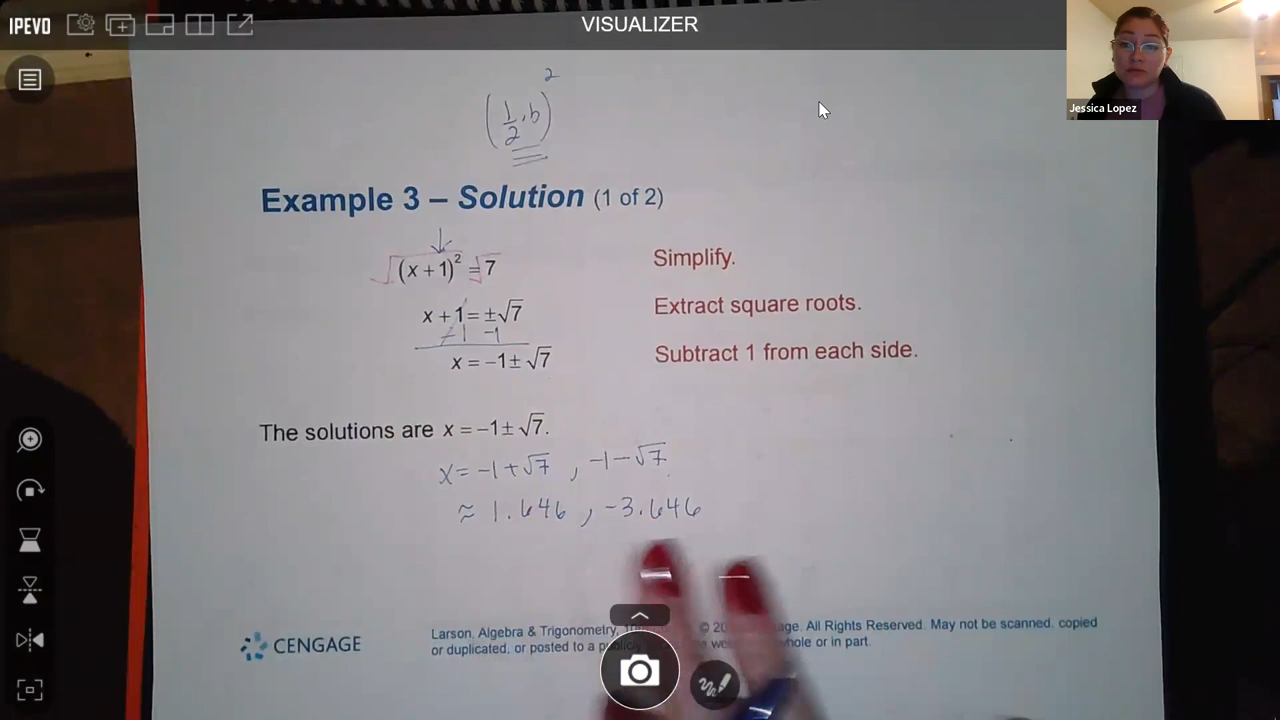 IPEVO
VISUALIZER
Jessica Lopez
(1/2 · b)²
Example 3 – Solution (1 of 2)
√(x + 1)² = √7 Simplify.
x + 1 = ±√7 Extract square roots.
−1 −1
x = −1 ± √7 Subtract 1 from each side.
The solutions are x = −1 ± √7.
x = −1 + √7 , −1 − √7
≈ 1.646 , −3.646
CENGAGE
Larson, Algebra & Trigonometry, © All Rights Reserved. May not be scanned, copied
or duplicated, or posted to a whole or in part.